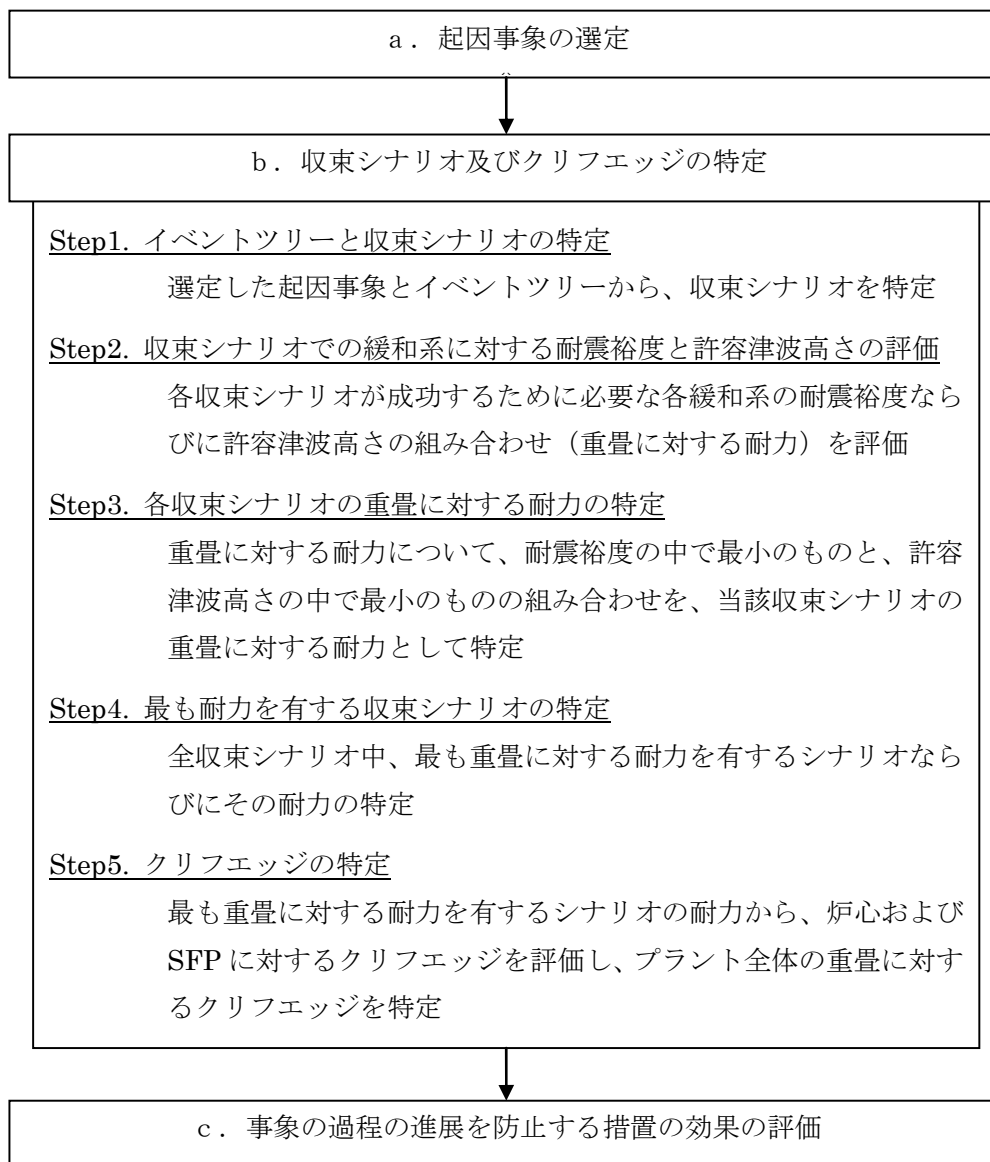 a．起因事象の選定
b．収束シナリオ及びクリフエッジの特定
Step1. イベントツリーと収束シナリオの特定
選定した起因事象とイベントツリーから、収束シナリオを特定
Step2. 収束シナリオでの緩和系に対する耐震裕度と許容津波高さの評価
各収束シナリオが成功するために必要な各緩和系の耐震裕度なら
びに許容津波高さの組み合わせ（重畳に対する耐力）を評価
Step3. 各収束シナリオの重畳に対する耐力の特定
重畳に対する耐力について、耐震裕度の中で最小のものと、許容
津波高さの中で最小のものの組み合わせを、当該収束シナリオの
重畳に対する耐力として特定
Step4. 最も耐力を有する収束シナリオの特定
全収束シナリオ中、最も重畳に対する耐力を有するシナリオなら
びにその耐力の特定
Step5. クリフエッジの特定
最も重畳に対する耐力を有するシナリオの耐力から、炉心および
SFP に対するクリフエッジを評価し、プラント全体の重畳に対す
るクリフエッジを特定
c．事象の過程の進展を防止する措置の効果の評価